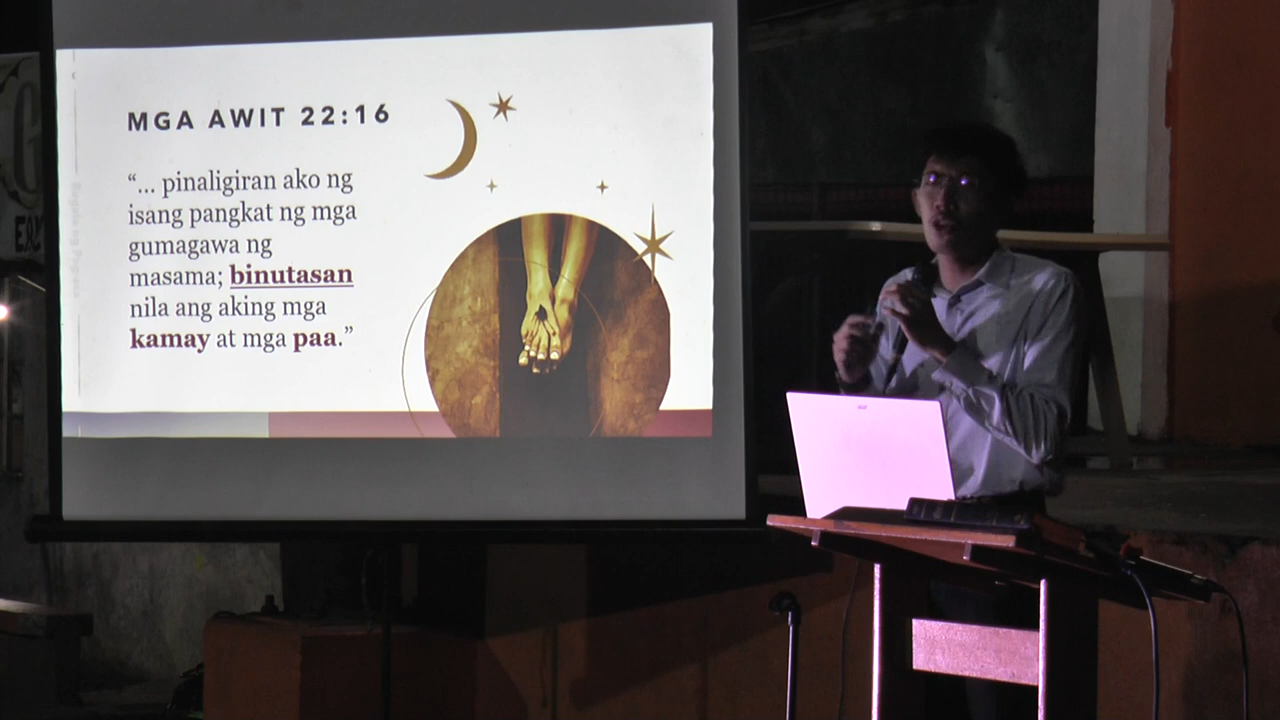 MGA AWIT 22:16
“... pinaligiran ako ng
isang pangkat ng mga
gumagawa ng
masama; binutasan
nila ang aking mga
kamay at mga paa.”
acer